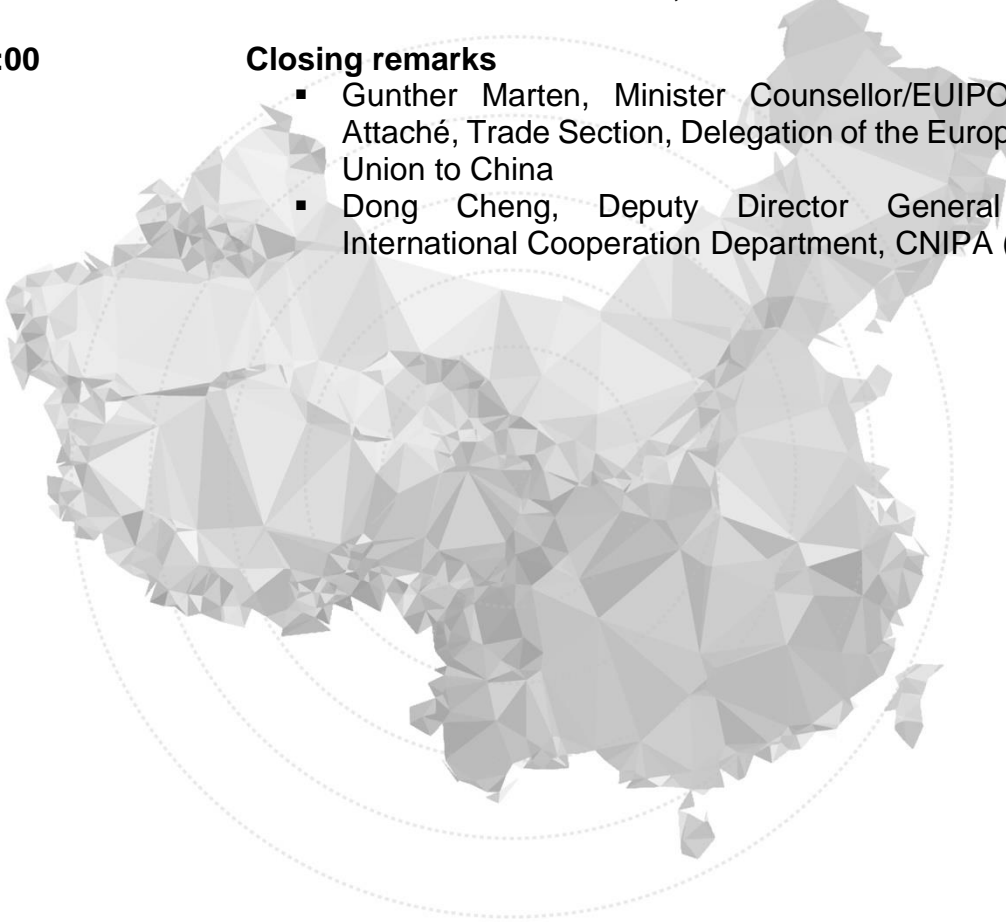 :00 Closing remarks
▪ Gunther Marten, Minister Counsellor/EUIPO
Attaché, Trade Section, Delegation of the Europ
Union to China
▪ Dong Cheng, Deputy Director General
International Cooperation Department, CNIPA (